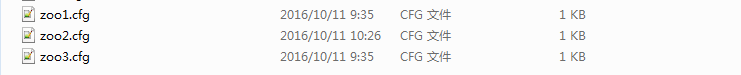 zoo1.cfg 2016/10/11 9:35 CFG 文件 1 KB
zoo2.cfg 2016/10/11 10:26 CFG 文件 1 KB
zoo3.cfg 2016/10/11 9:35 CFG 文件 1 KB